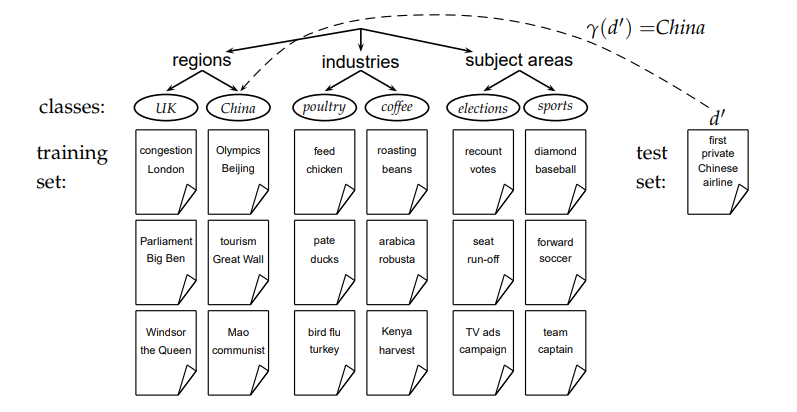 γ(d′) =China
regions industries subject areas
classes: UK China poultry coffee elections sports
d′
training
set:
congestion
London
Olympics
Beijing
feed
chicken
roasting
beans
recount
votes
diamond
baseball
test
set:
first
private
Chinese
airline
Parliament
Big Ben
tourism
Great Wall
pate
ducks
arabica
robusta
seat
run-off
forward
soccer
Windsor
the Queen
Mao
communist
bird flu
turkey
Kenya
harvest
TV ads
campaign
team
captain